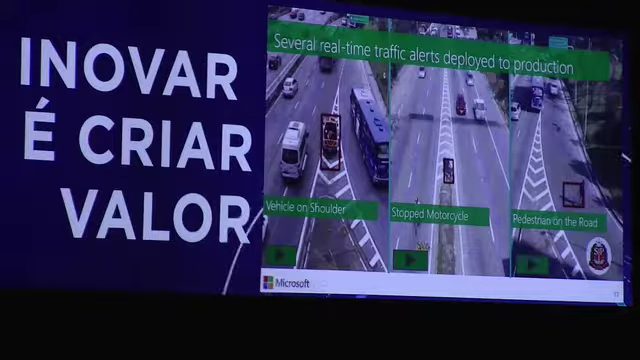 INOVAR
É CRIAR
VALOR
Several real-time traffic alerts deployed to production
Vehicle on Shoulder
Stopped Motorcycle
Pedestrian on the Road
Microsoft